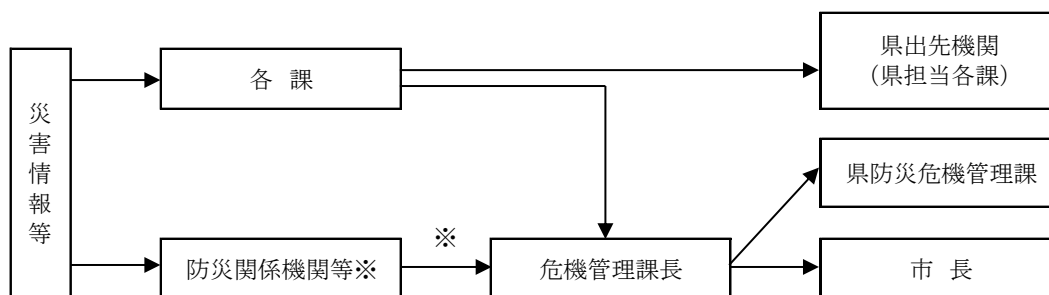 災害情報等
各 課
県出先機関
(県担当各課)
県防災危機管理課
防災関係機関等※
※
危機管理課長
市 長